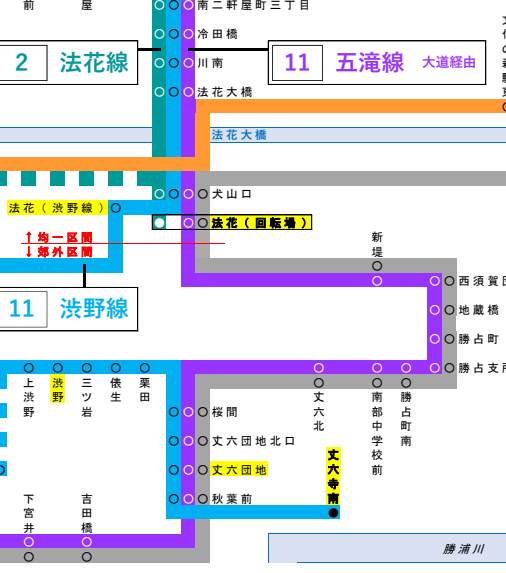 前
屋
南二軒屋町三丁目
冷田橋
2 法花線
11 五滝線 大道経由
川南
法花大橋
法花大橋
犬山口
法花(渋野線)
法花(回転場)
↑均一区間
↓郊外区間
新堤
西須賀団
地蔵橋
11 渋野線
勝占町
勝占支所
上渋野
渋野
三ツ岩
俵生
栗田
丈六北
南部中学校前
勝占町南
桜間
丈六団地北口
丈六団地
丈六寺南
秋葉前
下宮井
吉田橋
勝浦川